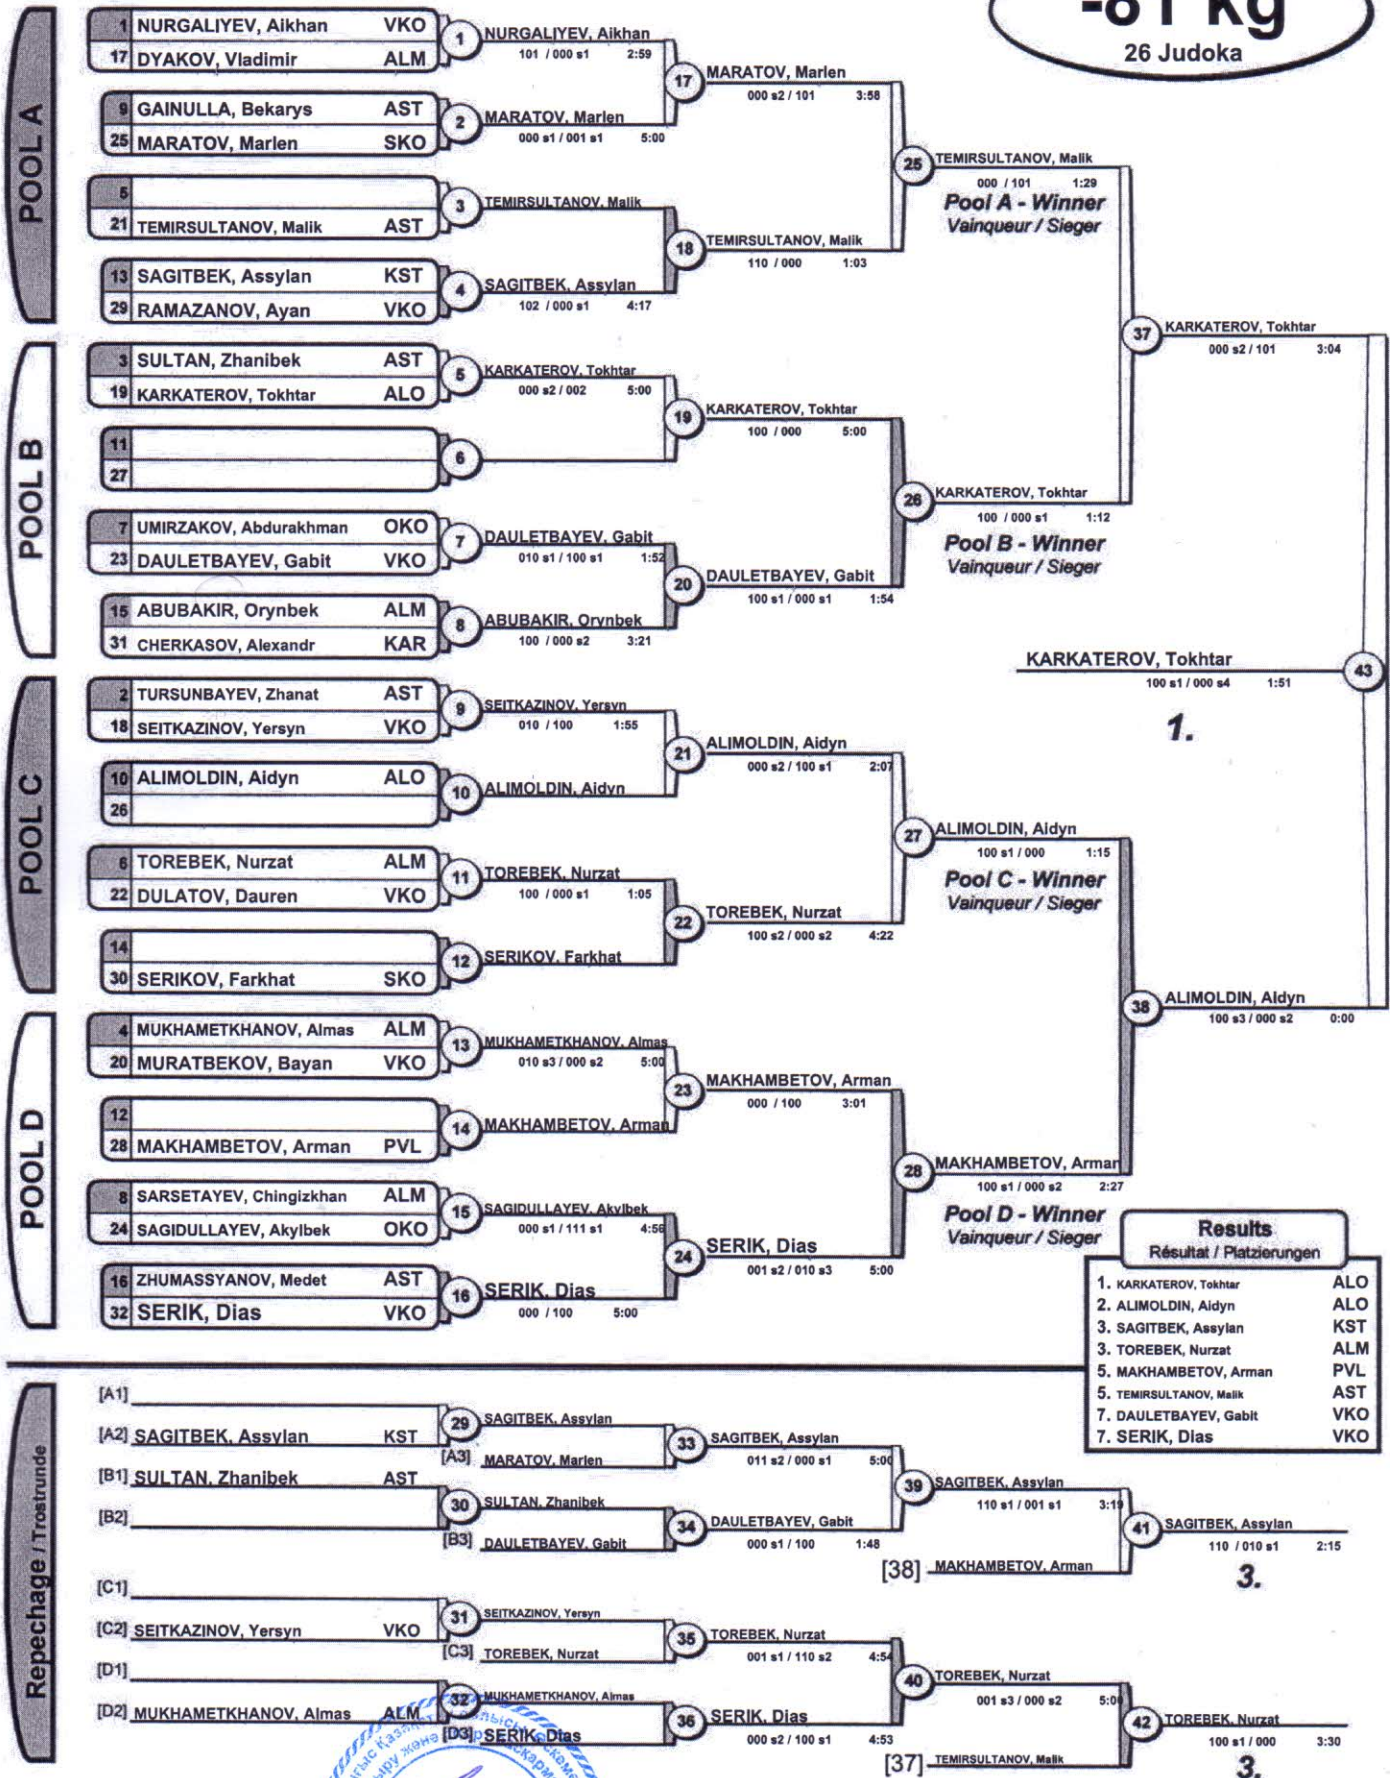 -81 kg
26 Judoka
POOL A
1 NURGALIYEV, Aikhan VKO
17 DYAKOV, Vladimir ALM
9 GAINULLA, Bekarys AST
25 MARATOV, Marlen SKO
5
21 TEMIRSULTANOV, Malik AST
13 SAGITBEK, Assylan KST
29 RAMAZANOV, Ayan VKO
1 NURGALIYEV, Aikhan
101 / 000 s1 2:59
2 MARATOV, Marlen
000 s1 / 001 s1 5:00
3 TEMIRSULTANOV, Malik
4 SAGITBEK, Assylan
102 / 000 s1 4:17
17 MARATOV, Marlen
000 s2 / 101 3:58
18 TEMIRSULTANOV, Malik
110 / 000 1:03
25 TEMIRSULTANOV, Malik
000 / 101 1:29
Pool A - Winner
Vainqueur / Sieger
POOL B
3 SULTAN, Zhanibek AST
19 KARKATEROV, Tokhtar ALO
11
27
7 UMIRZAKOV, Abdurakhman OKO
23 DAULETBAYEV, Gabit VKO
15 ABUBAKIR, Orynbek ALM
31 CHERKASOV, Alexandr KAR
5 KARKATEROV, Tokhtar
000 s2 / 002 5:00
6
7 DAULETBAYEV, Gabit
010 s1 / 100 s1 1:52
8 ABUBAKIR, Orynbek
100 / 000 s2 3:21
19 KARKATEROV, Tokhtar
100 / 000 5:00
20 DAULETBAYEV, Gabit
100 s1 / 000 s1 1:54
26 KARKATEROV, Tokhtar
100 / 000 s1 1:12
Pool B - Winner
Vainqueur / Sieger
37 KARKATEROV, Tokhtar
000 s2 / 101 3:04
KARKATEROV, Tokhtar 43
100 s1 / 000 s4 1:51
1.
POOL C
2 TURSUNBAYEV, Zhanat AST
18 SEITKAZINOV, Yersyn VKO
10 ALIMOLDIN, Aidyn ALO
26
6 TOREBEK, Nurzat ALM
22 DULATOV, Dauren VKO
14
30 SERIKOV, Farkhat SKO
9 SEITKAZINOV, Yersyn
010 / 100 1:55
10 ALIMOLDIN, Aidyn
11 TOREBEK, Nurzat
100 / 000 s1 1:05
12 SERIKOV, Farkhat
21 ALIMOLDIN, Aidyn
000 s2 / 100 s1 2:07
22 TOREBEK, Nurzat
100 s2 / 000 s2 4:22
27 ALIMOLDIN, Aidyn
100 s1 / 000 1:15
Pool C - Winner
Vainqueur / Sieger
POOL D
4 MUKHAMETKHANOV, Almas ALM
20 MURATBEKOV, Bayan VKO
12
28 MAKHAMBETOV, Arman PVL
8 SARSETAYEV, Chingizkhan ALM
24 SAGIDULLAYEV, Akylbek OKO
16 ZHUMASSYANOV, Medet AST
32 SERIK, Dias VKO
13 MUKHAMETKHANOV, Almas
010 s3 / 000 s2 5:00
14 MAKHAMBETOV, Arman
15 SAGIDULLAYEV, Akylbek
000 s1 / 111 s1 4:56
16 SERIK, Dias
000 / 100 5:00
23 MAKHAMBETOV, Arman
000 / 100 3:01
24 SERIK, Dias
001 s2 / 010 s3 5:00
28 MAKHAMBETOV, Arman
100 s1 / 000 s2 2:27
Pool D - Winner
Vainqueur / Sieger
38 ALIMOLDIN, Aidyn
100 s3 / 000 s2 0:00
Results
Résultat / Platzierungen
1. KARKATEROV, Tokhtar ALO
2. ALIMOLDIN, Aidyn ALO
3. SAGITBEK, Assylan KST
3. TOREBEK, Nurzat ALM
5. MAKHAMBETOV, Arman PVL
5. TEMIRSULTANOV, Malik AST
7. DAULETBAYEV, Gabit VKO
7. SERIK, Dias VKO
Repechage / Trostrunde
[A1]
[A2] SAGITBEK, Assylan KST
[B1] SULTAN, Zhanibek AST
[B2]
[C1]
[C2] SEITKAZINOV, Yersyn VKO
[D1]
[D2] MUKHAMETKHANOV, Almas ALM
29 SAGITBEK, Assylan
[A3] MARATOV, Marlen
30 SULTAN, Zhanibek
[B3] DAULETBAYEV, Gabit
31 SEITKAZINOV, Yersyn
[C3] TOREBEK, Nurzat
32 MUKHAMETKHANOV, Almas
[D3] SERIK, Dias
33 SAGITBEK, Assylan
011 s2 / 000 s1 5:00
34 DAULETBAYEV, Gabit
000 s1 / 100 1:48
35 TOREBEK, Nurzat
001 s1 / 110 s2 4:54
36 SERIK, Dias
000 s2 / 100 s1 4:53
39 SAGITBEK, Assylan
110 s1 / 001 s1 3:19
[38] MAKHAMBETOV, Arman
40 TOREBEK, Nurzat
001 s3 / 000 s2 5:00
[37] TEMIRSULTANOV, Malik
41 SAGITBEK, Assylan
110 / 010 s1 2:15
3.
42 TOREBEK, Nurzat
100 s1 / 000 3:30
3.